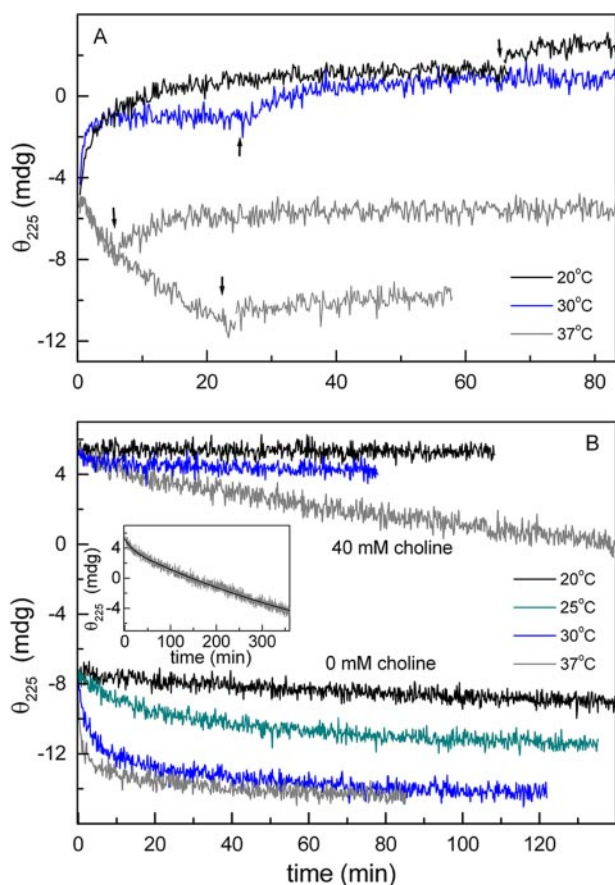 A
0
-4
-8
-12
θ225 (mdg)
20°C
30°C
37°C
0 20 40 60 80
B
4
0
-4
-8
-12
θ225 (mdg)
40 mM choline
4
0
-4
θ225 (mdg)
0 100 200 300
time (min)
20°C
25°C
30°C
37°C
0 mM choline
0 20 40 60 80 100 120
time (min)